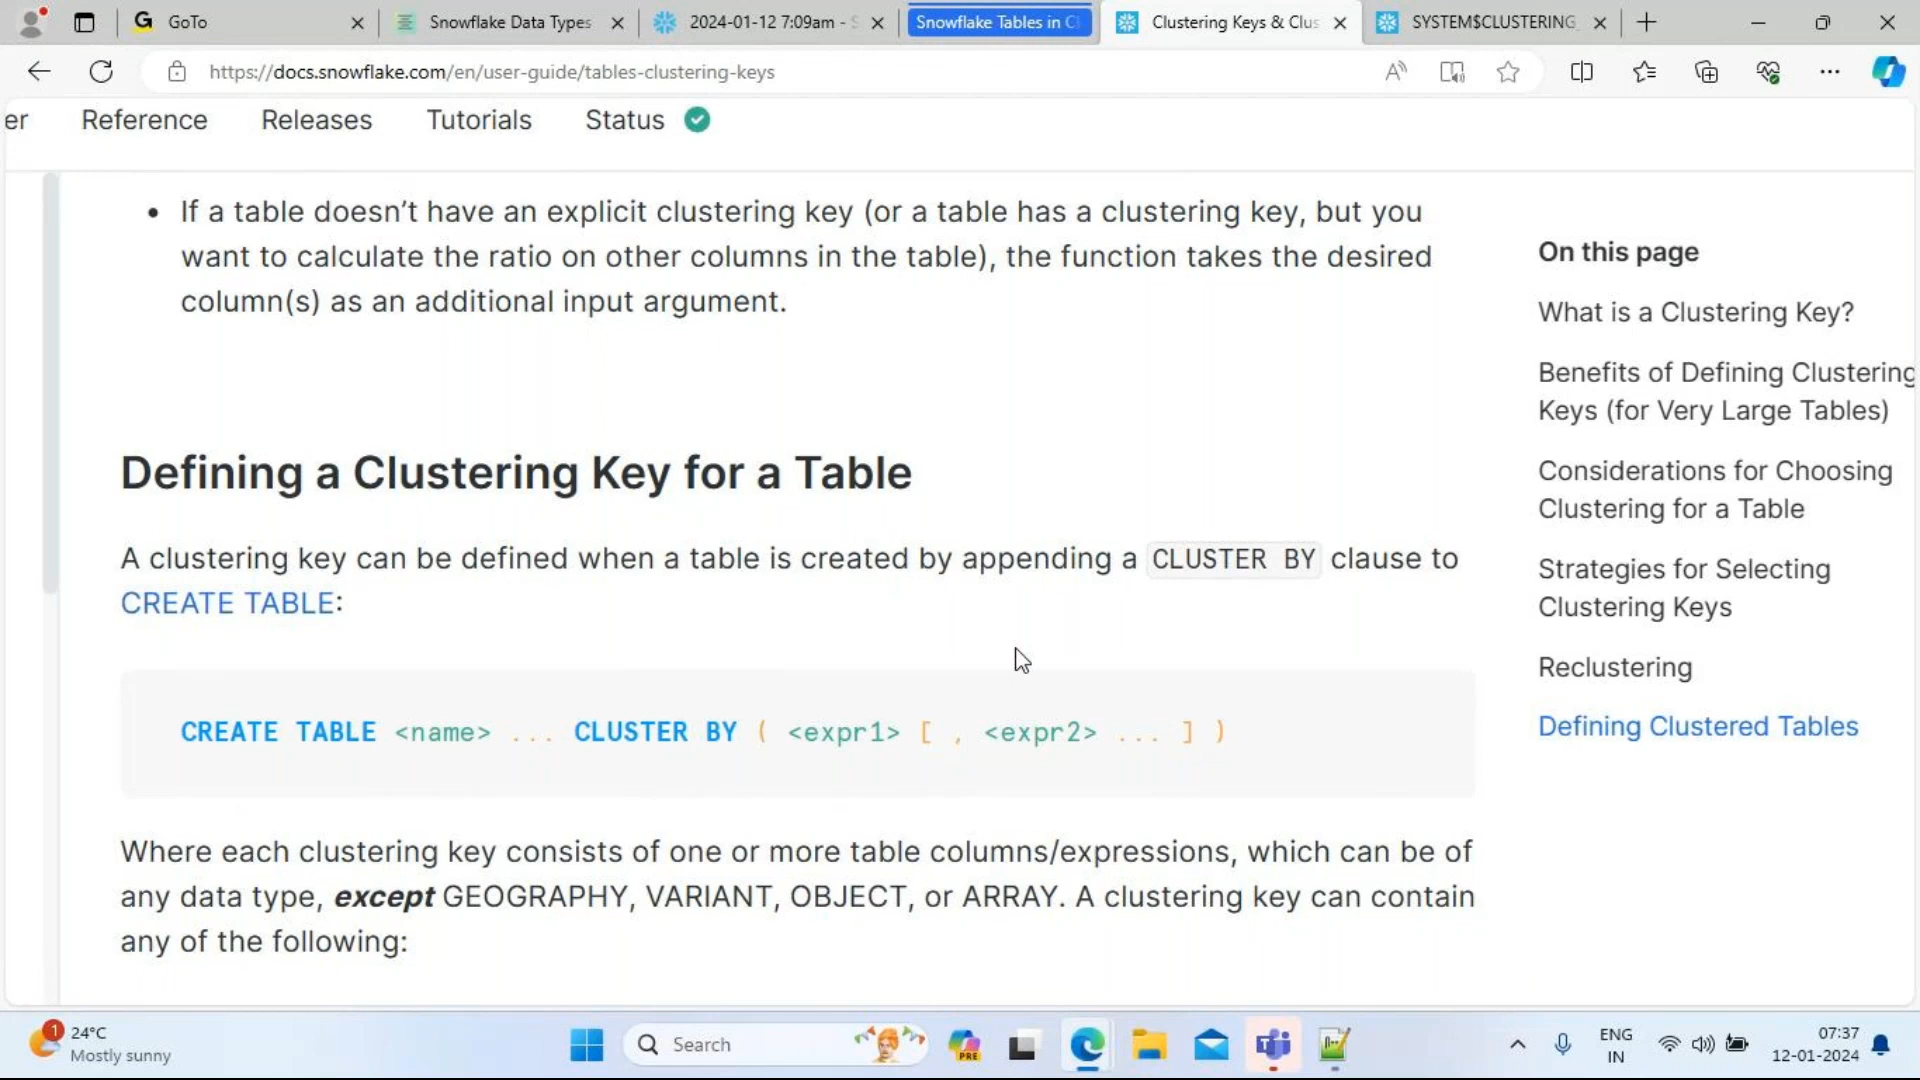 GoTo
Snowflake Data Types
2024-01-12 7:09am - S
Snowflake Tables in C
Clustering Keys & Clus
SYSTEM$CLUSTERING_
https://docs.snowflake.com/en/user-guide/tables-clustering-keys
er
Reference
Releases
Tutorials
Status
• If a table doesn’t have an explicit clustering key (or a table has a clustering key, but you
want to calculate the ratio on other columns in the table), the function takes the desired
column(s) as an additional input argument.
Defining a Clustering Key for a Table
A clustering key can be defined when a table is created by appending a CLUSTER BY clause to
CREATE TABLE:
CREATE TABLE <name> ... CLUSTER BY ( <expr1> [ , <expr2> ... ] )
Where each clustering key consists of one or more table columns/expressions, which can be of
any data type, except GEOGRAPHY, VARIANT, OBJECT, or ARRAY. A clustering key can contain
any of the following:
On this page
What is a Clustering Key?
Benefits of Defining Clustering
Keys (for Very Large Tables)
Considerations for Choosing
Clustering for a Table
Strategies for Selecting
Clustering Keys
Reclustering
Defining Clustered Tables
1
24°C
Mostly sunny
Search
PRE
ENG
IN
07:37
12-01-2024